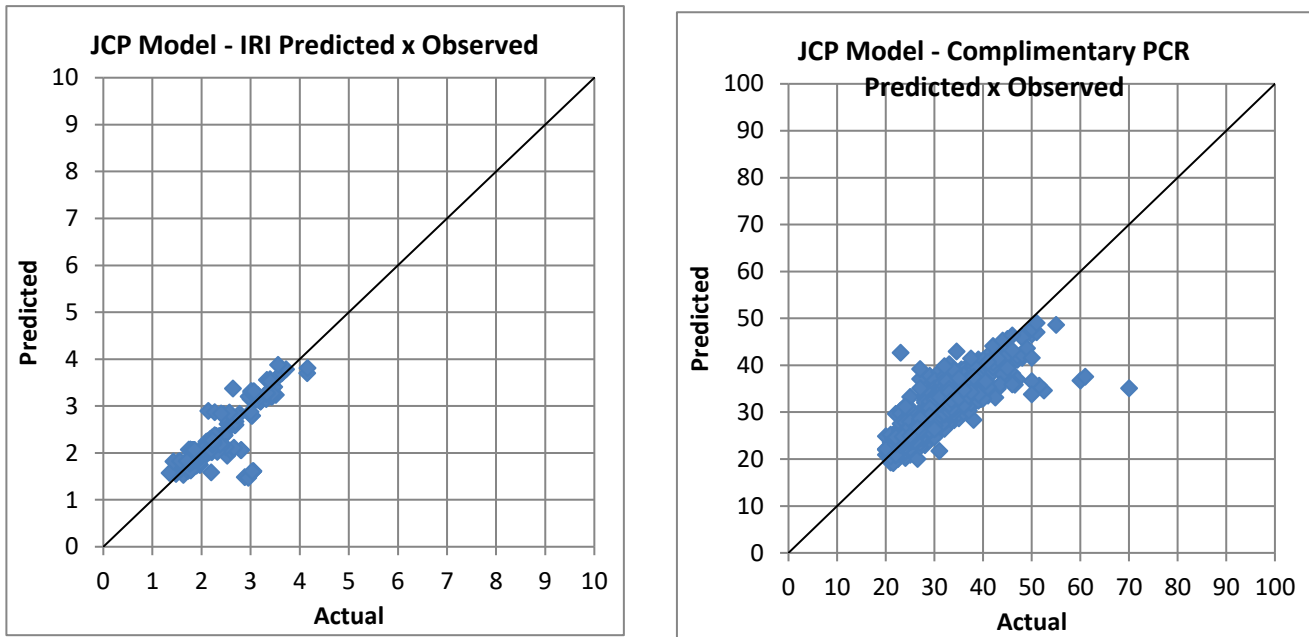 JCP Model - IRI Predicted x Observed
10
9
8
7
6
5
4
3
2
1
0
Predicted
0 1 2 3 4 5 6 7 8 9 10
Actual
JCP Model - Complimentary PCR
Predicted x Observed
100
90
80
70
60
50
40
30
20
10
0
Predicted
0 10 20 30 40 50 60 70 80 90 100
Actual